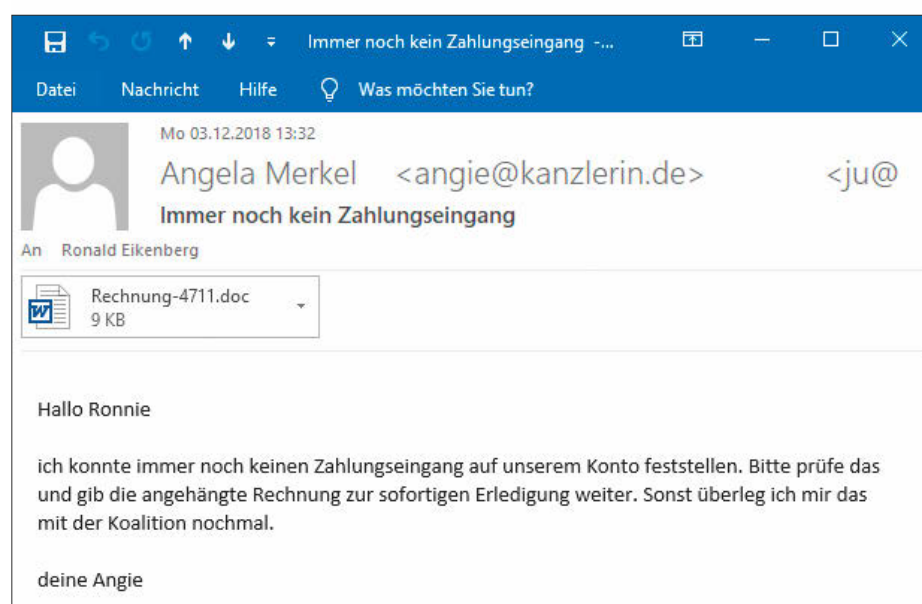 Immer noch kein Zahlungseingang -...
Datei Nachricht Hilfe Was möchten Sie tun?
Mo 03.12.2018 13:32
Angela Merkel <angie@kanzlerin.de> <ju@
Immer noch kein Zahlungseingang
An Ronald Eikenberg
Rechnung-4711.doc
9 KB
Hallo Ronnie
ich konnte immer noch keinen Zahlungseingang auf unserem Konto feststellen. Bitte prüfe das
und gib die angehängte Rechnung zur sofortigen Erledigung weiter. Sonst überleg ich mir das
mit der Koalition nochmal.
deine Angie